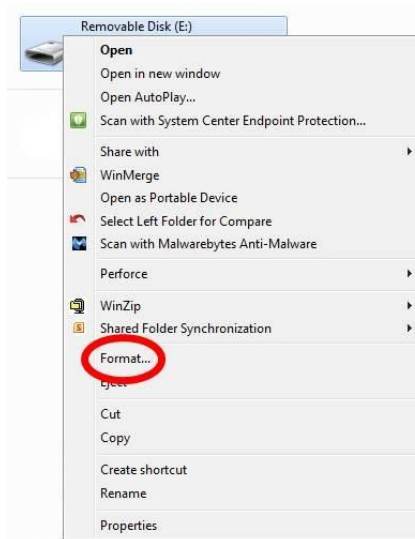 Removable Disk (E:)
Open
Open in new window
Open AutoPlay...
Scan with System Center Endpoint Protection...
Share with
WinMerge
Open as Portable Device
Select Left Folder for Compare
Scan with Malwarebytes Anti-Malware
Perforce
WinZip
Shared Folder Synchronization
Format...
Eject
Cut
Copy
Create shortcut
Rename
Properties